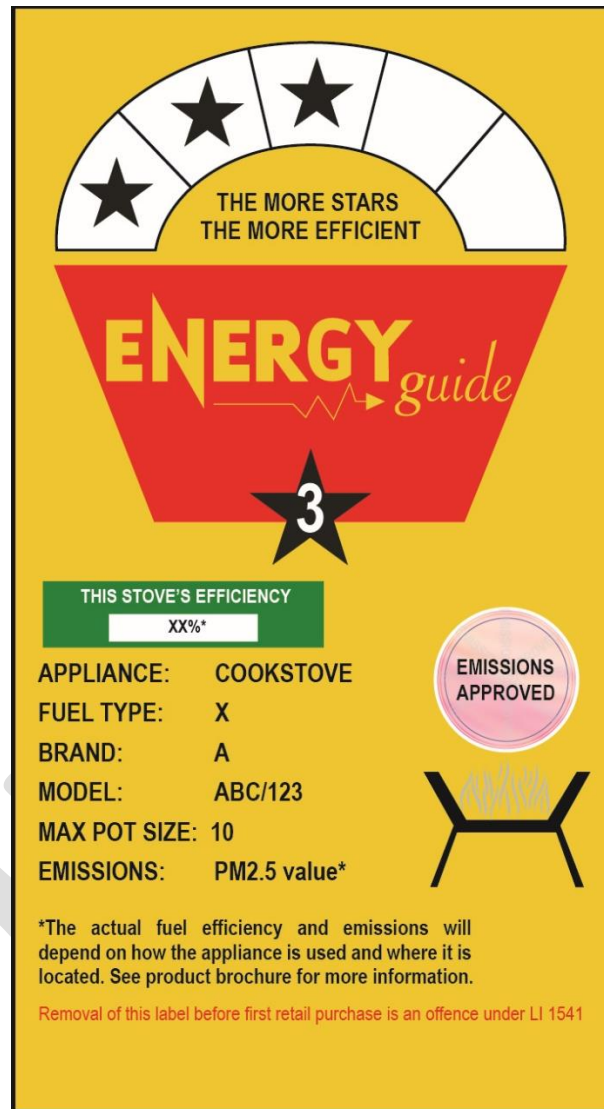 THE MORE STARS
THE MORE EFFICIENT
ENERGY
guide
3
THIS STOVE'S EFFICIENCY
XX%*
APPLIANCE: COOKSTOVE
FUEL TYPE: X
BRAND: A
MODEL: ABC/123
MAX POT SIZE: 10
EMISSIONS: PM2.5 value*
EMISSIONS
APPROVED
*The actual fuel efficiency and emissions will
depend on how the appliance is used and where it is
located. See product brochure for more information.
Removal of this label before first retail purchase is an offence under LI 1541